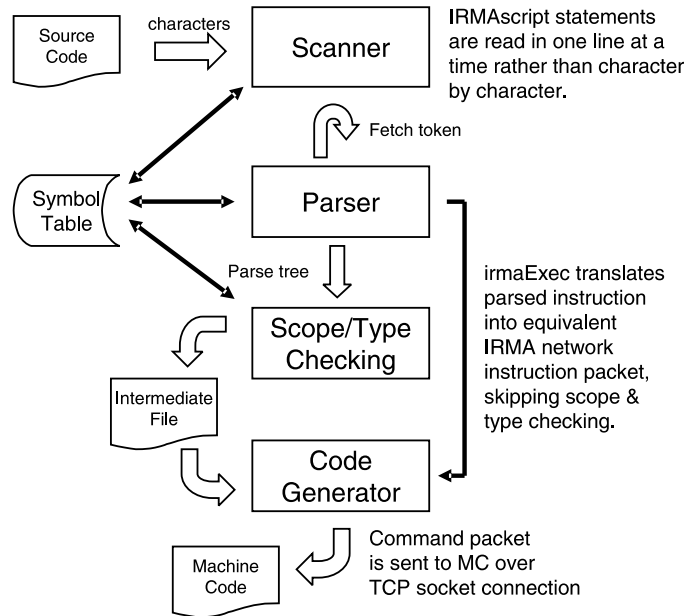 Source
Code
characters
Scanner
IRMAscript statements
are read in one line at a
time rather than character
by character.
Fetch token
Symbol
Table
Parser
Parse tree
Scope/Type
Checking
irmaExec translates
parsed instruction
into equivalent
IRMA network
instruction packet,
skipping scope &
type checking.
Intermediate
File
Code
Generator
Machine
Code
Command packet
is sent to MC over
TCP socket connection